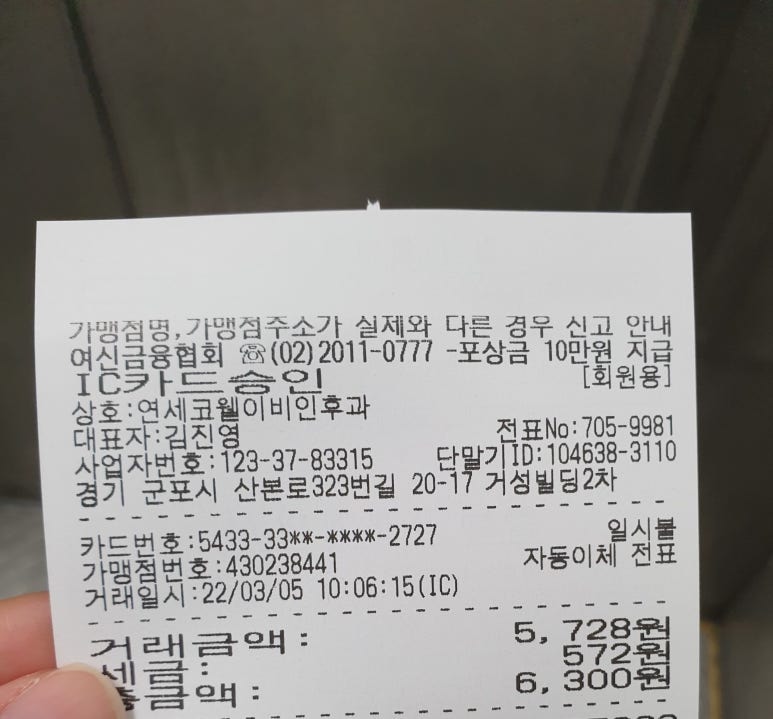 가맹점명,가맹점주소가 실제와 다른 경우 신고 안내
여신금융협회 ☏(02)2011-0777 -포상금 10만원 지급
IC카드승인 [회원용]
상호:연세코웰이비인후과
대표자:김진영 전표No:705-9981
사업자번호:123-37-83315 단말기ID:104638-3110
경기 군포시 산본로323번길 20-17 거성빌딩2차
카드번호:5433-33**-****-2727 일시불
가맹점번호:430238441 자동이체 전표
거래일시:22/03/05 10:06:15(IC)
거래금액: 5,728원
세금: 572원
총금액: 6,300원